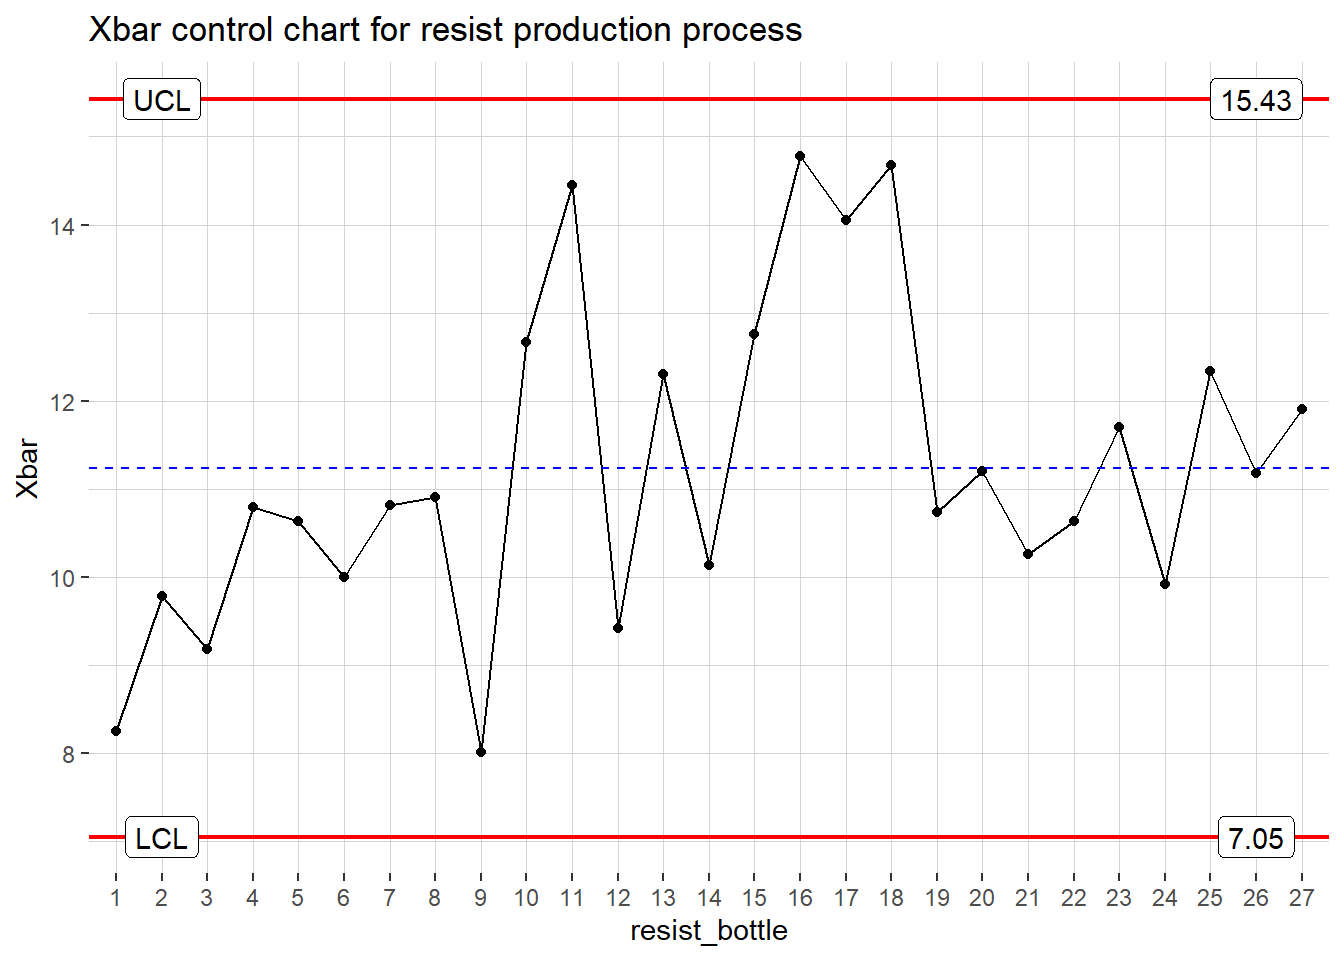 Xbar control chart for resist production process
UCL
15.43
14
12
10
8
Xbar
LCL
7.05
1 2 3 4 5 6 7 8 9 10 11 12 13 14 15 16 17 18 19 20 21 22 23 24 25 26 27
resist_bottle